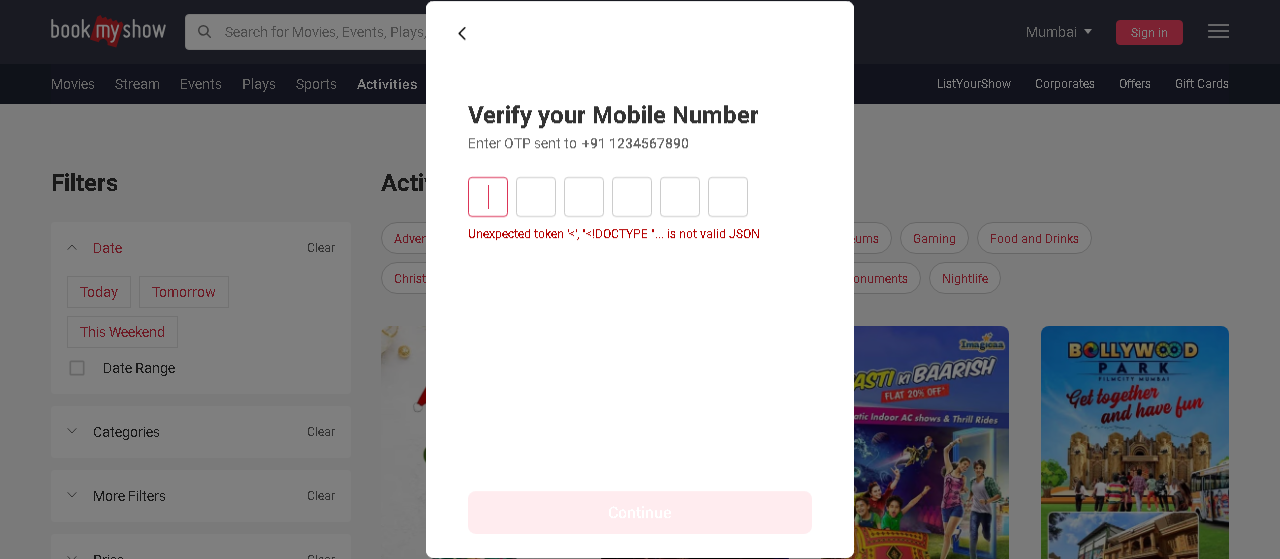 book my show
Search for Movies, Events, Plays,
Mumbai
Sign in
Movies
Stream
Events
Plays
Sports
Activities
ListYourShow
Corporates
Offers
Gift Cards
Verify your Mobile Number
Enter OTP sent to +91 1234567890
Unexpected token '<', "<!DOCTYPE "... is not valid JSON
Continue
Filters
Date
Clear
Today
Tomorrow
This Weekend
Date Range
Categories
Clear
More Filters
Clear
Price
Clear
Activ
Adven
eums
Gaming
Food and Drinks
Christ
onuments
Nightlife
Imagicaa
ASTI KI BAARISH
FLAT 20% OFF*
atic Indoor AC shows & Thrill Rides
BOLLYWOOD
PARK
FILMCITY MUMBAI
Get together
and have fun